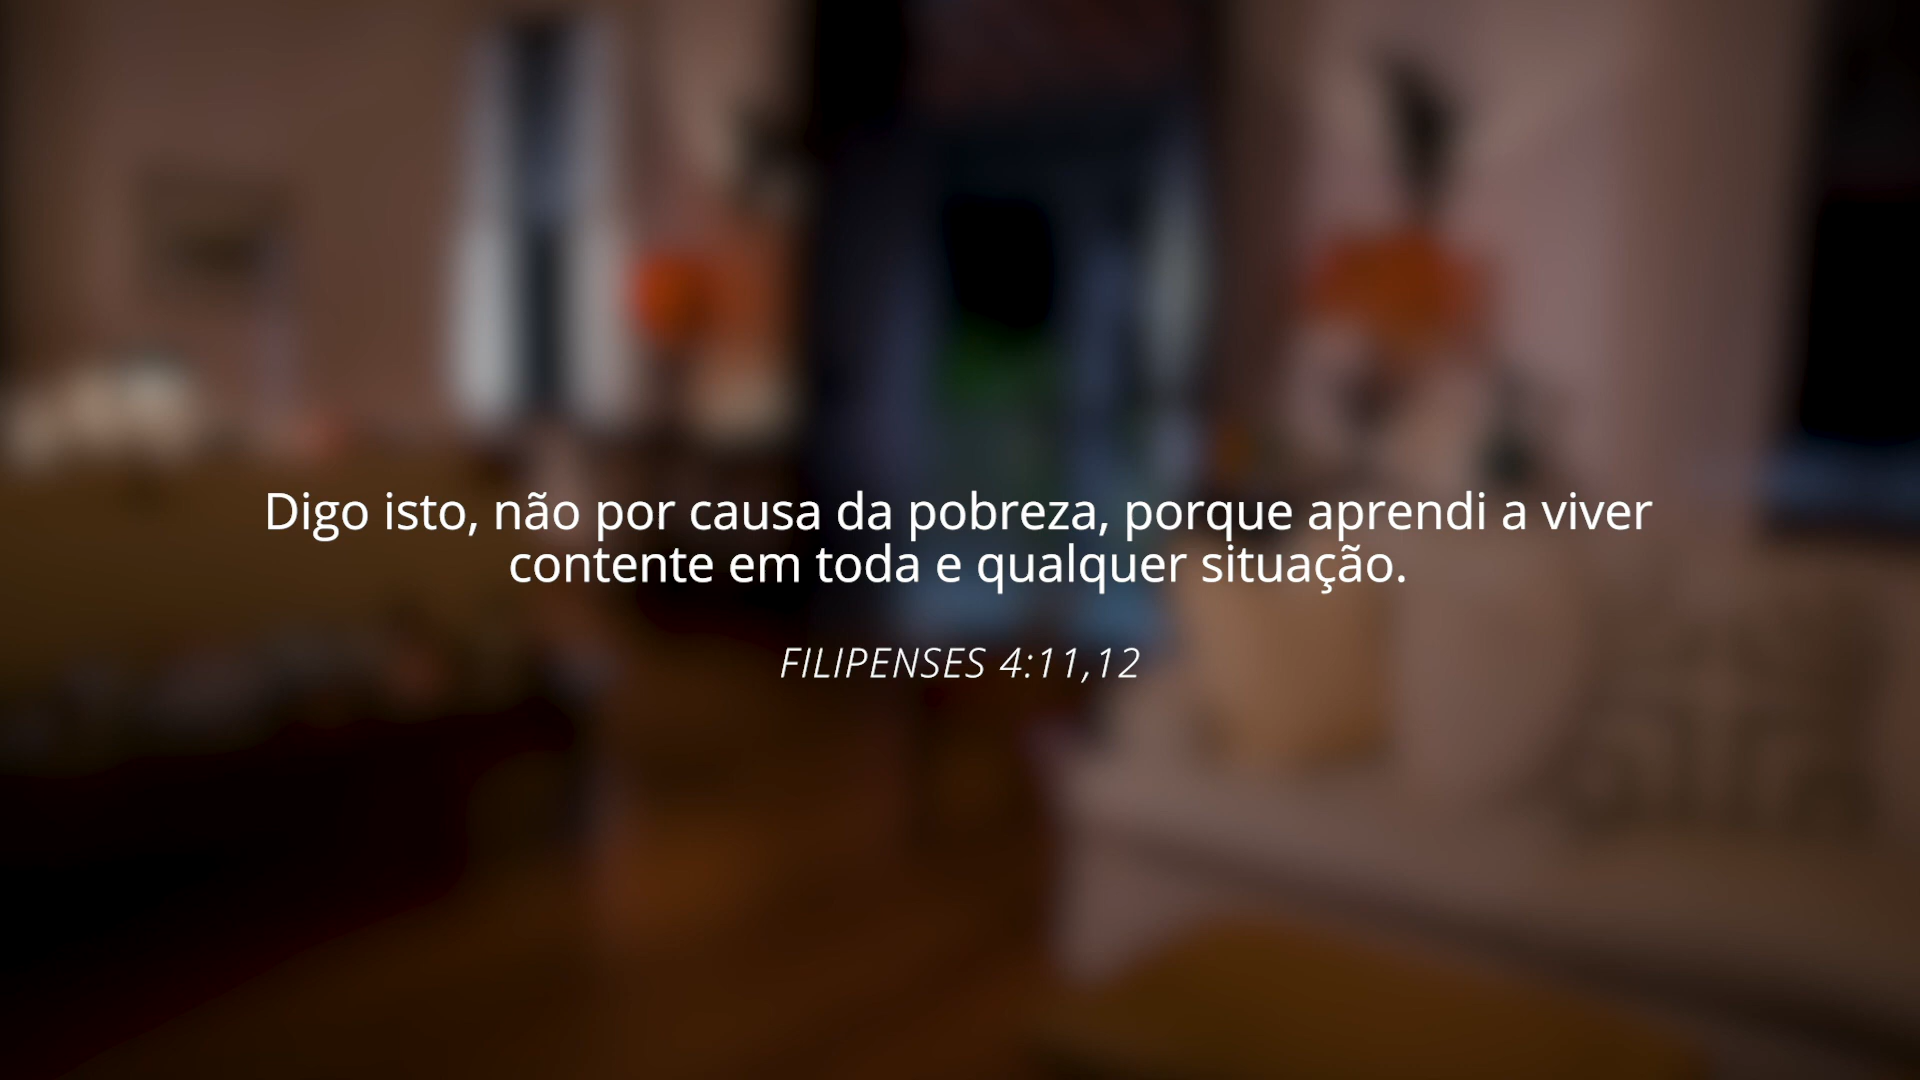 Digo isto, não por causa da pobreza, porque aprendi a viver
contente em toda e qualquer situação.
FILIPENSES 4:11,12